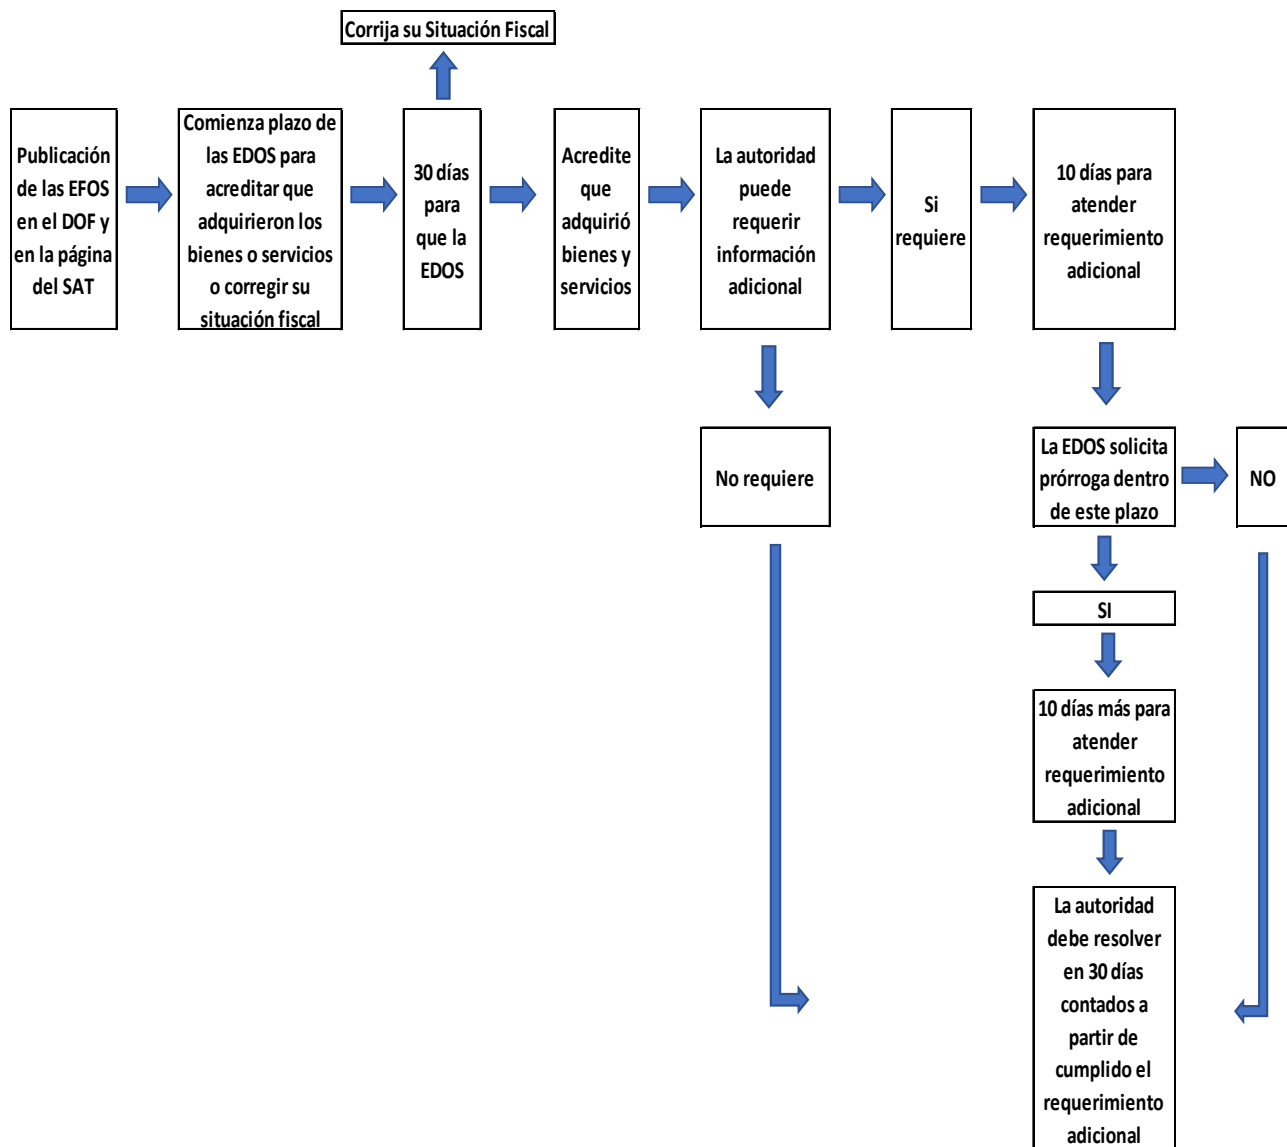 Corrija su Situación Fiscal
Publicación
de las EFOS
en el DOF y
en la página
del SAT
Comienza plazo de
las EDOS para
acreditar que
adquirieron los
bienes o servicios
o corregir su
situación fiscal
30 días
para
que la
EDOS
Acredite
que
adquirió
bienes y
servicios
La autoridad
puede
requerir
información
adicional
Si
requiere
10 días para
atender
requerimiento
adicional
No requiere
La EDOS solicita
prórroga dentro
de este plazo
NO
SI
10 días más para
atender
requerimiento
adicional
La autoridad
debe resolver
en 30 días
contados a
partir de
cumplido el
requerimiento
adicional